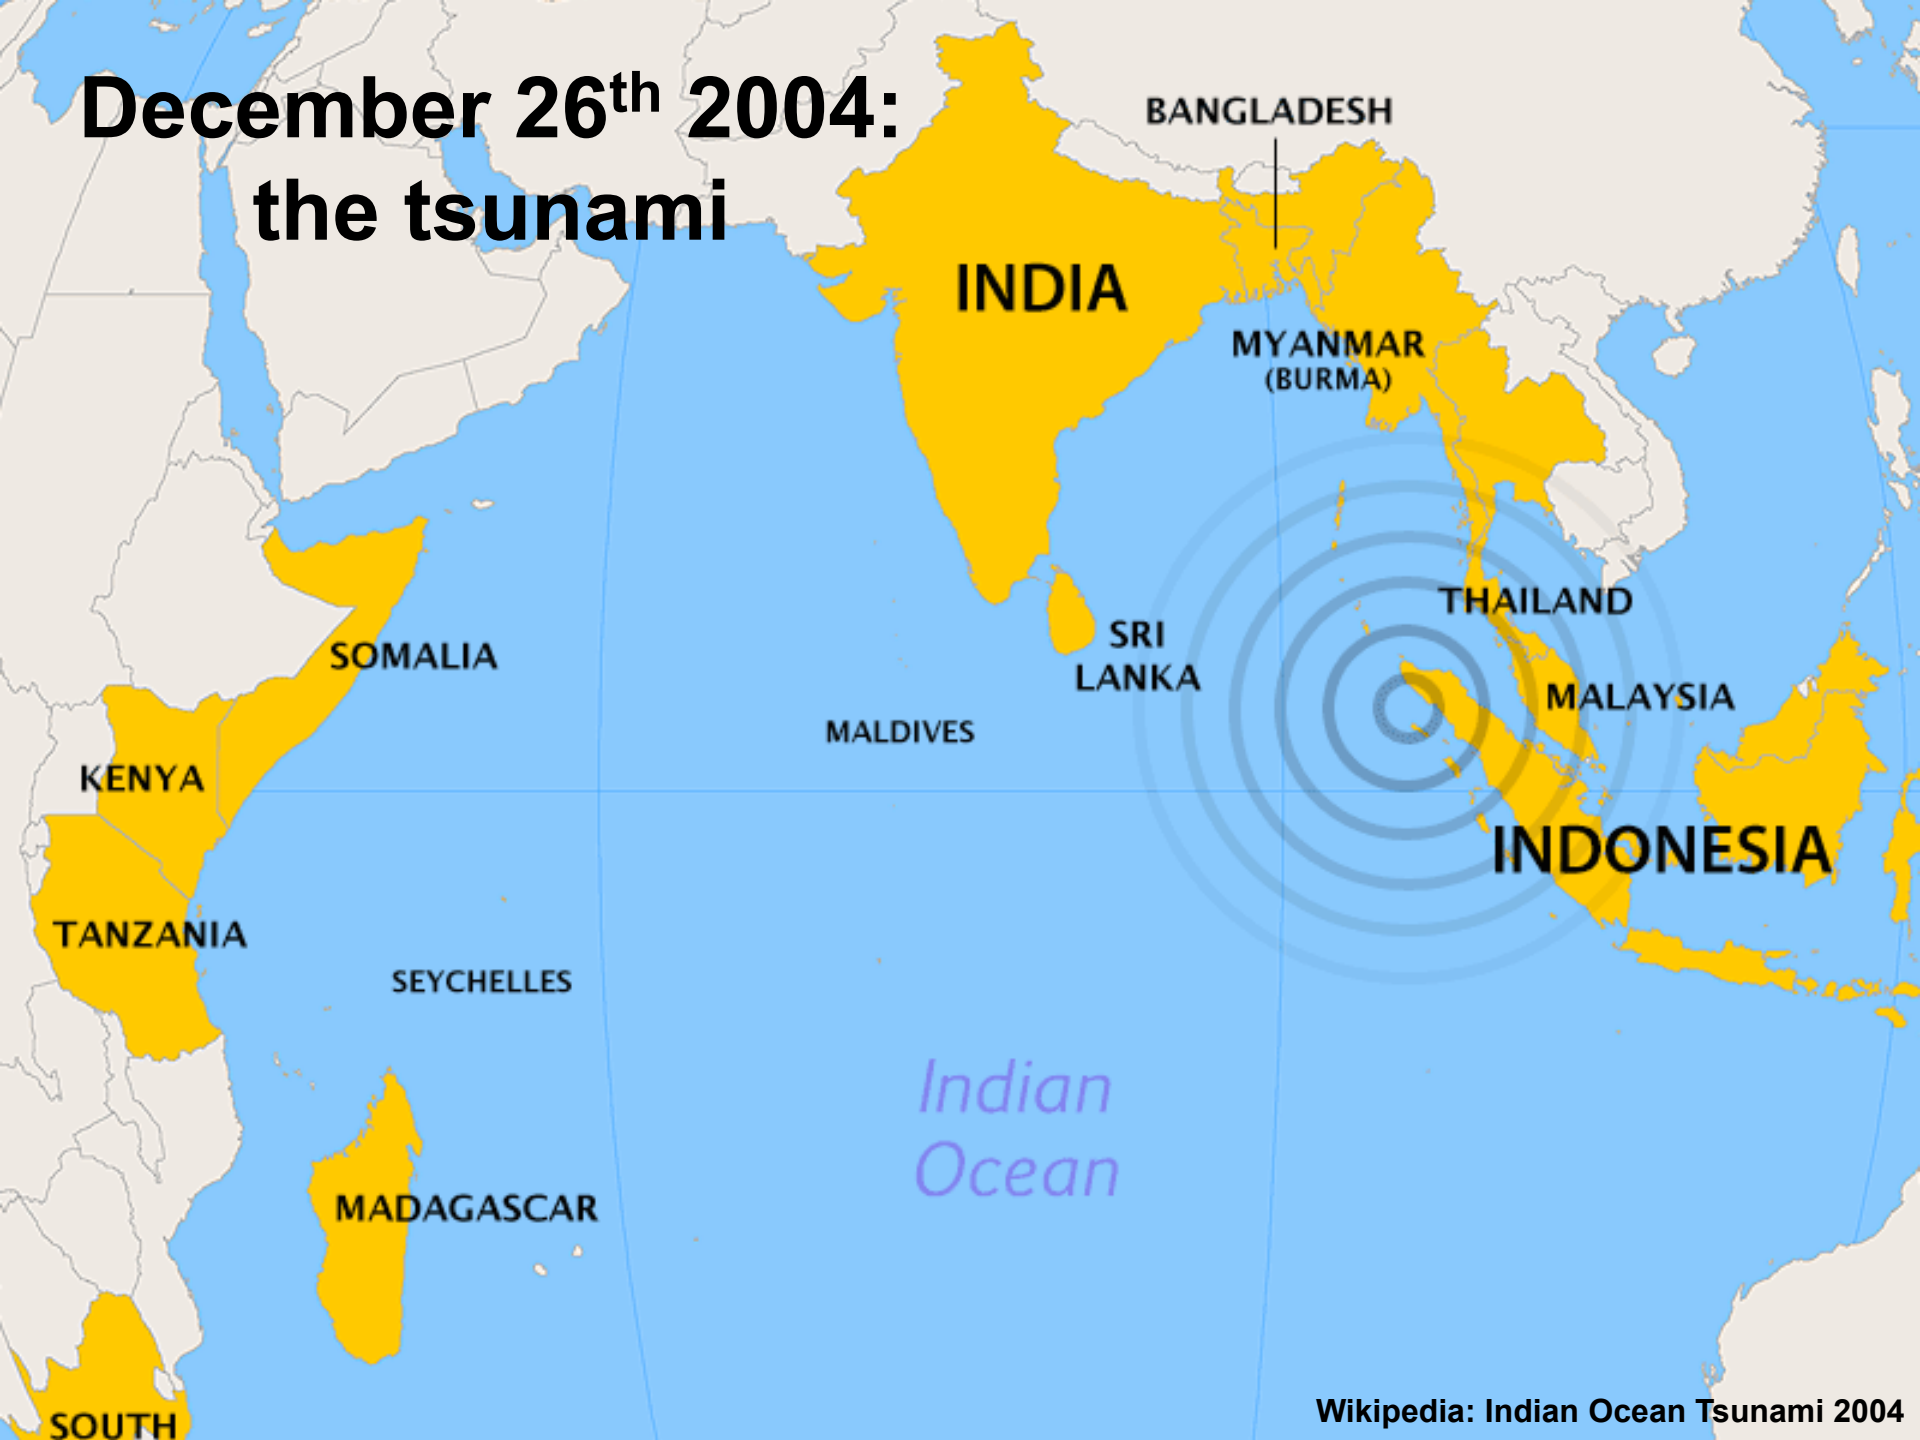 December 26th 2004:
the tsunami
BANGLADESH
INDIA
MYANMAR
(BURMA)
THAILAND
SRI
LANKA
SOMALIA
MALAYSIA
MALDIVES
KENYA
INDONESIA
TANZANIA
SEYCHELLES
Indian
Ocean
MADAGASCAR
SOUTH
Wikipedia: Indian Ocean Tsunami 2004